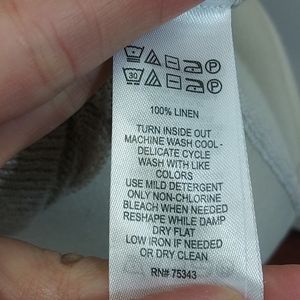 30
100% LINEN
TURN INSIDE OUT
MACHINE WASH COOL -
DELICATE CYCLE
WASH WITH LIKE
COLORS
USE MILD DETERGENT
ONLY NON-CHLORINE
BLEACH WHEN NEEDED
RESHAPE WHILE DAMP
DRY FLAT
LOW IRON IF NEEDED
OR DRY CLEAN
RN# 75343